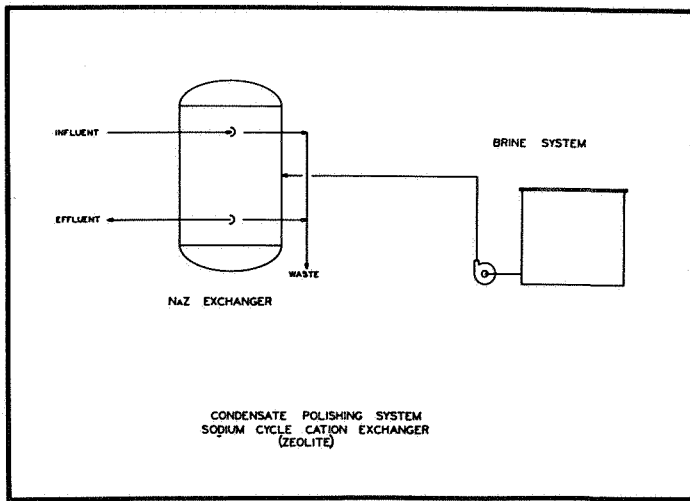 INFLUENT
BRINE SYSTEM
EFFLUENT
WASTE
NAZ EXCHANGER
CONDENSATE POLISHING SYSTEM
SODIUM CYCLE CATION EXCHANGER
(ZEOLITE)